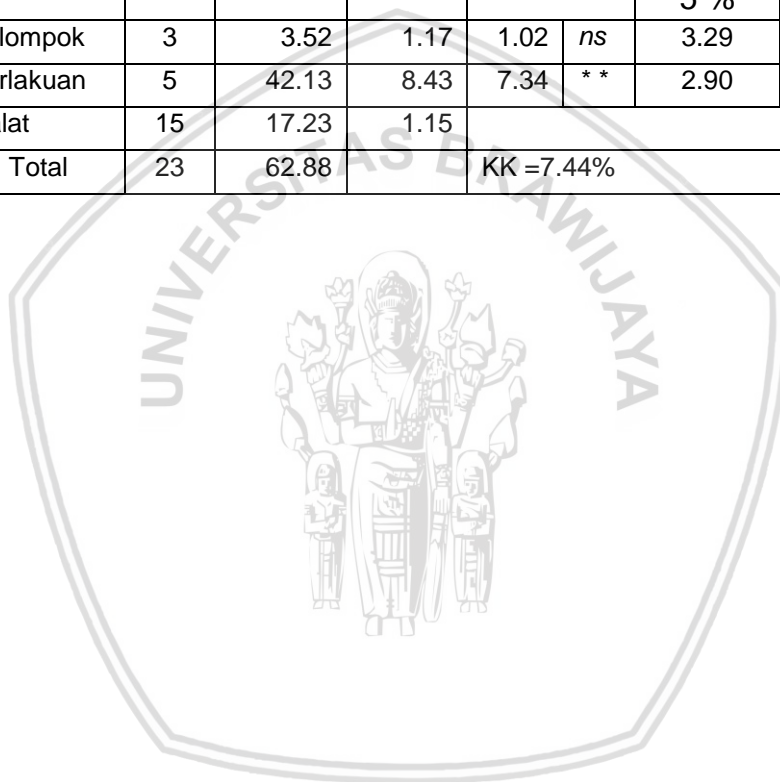 5 %
lompok 3 3.52 1.17 1.02 ns 3.29
rlakuan 5 42.13 8.43 7.34 * * 2.90
lat 15 17.23 1.15
Total 23 62.88 KK =7.44%
UNIVERSITAS BRAWIJAYA